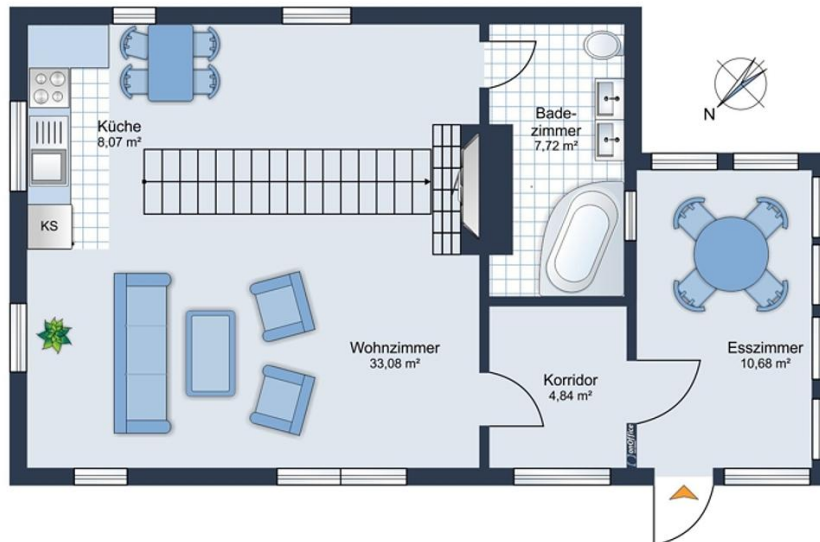 Küche
8,07 m²
Bade-
zimmer
7,72 m²
N
KS
Wohnzimmer
33,08 m²
Korridor
4,84 m²
Esszimmer
10,68 m²
onOffice